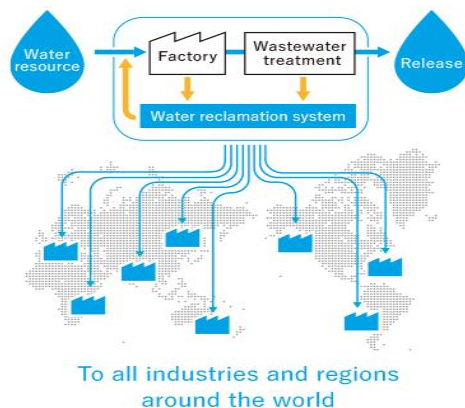 Water
resource
Factory
Wastewater
treatment
Release
Water reclamation system
To all industries and regions
around the world